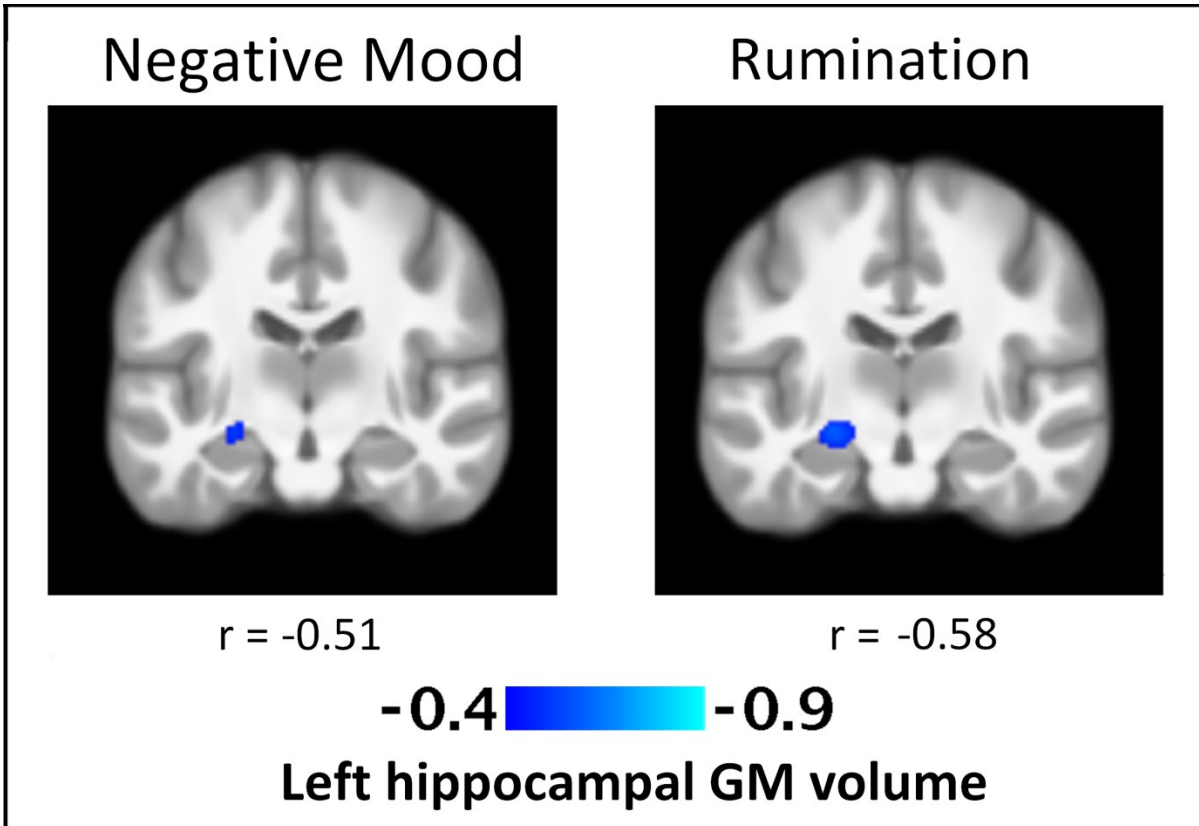 Negative Mood
Rumination
r = -0.51
r = -0.58
-0.4
-0.9
Left hippocampal GM volume